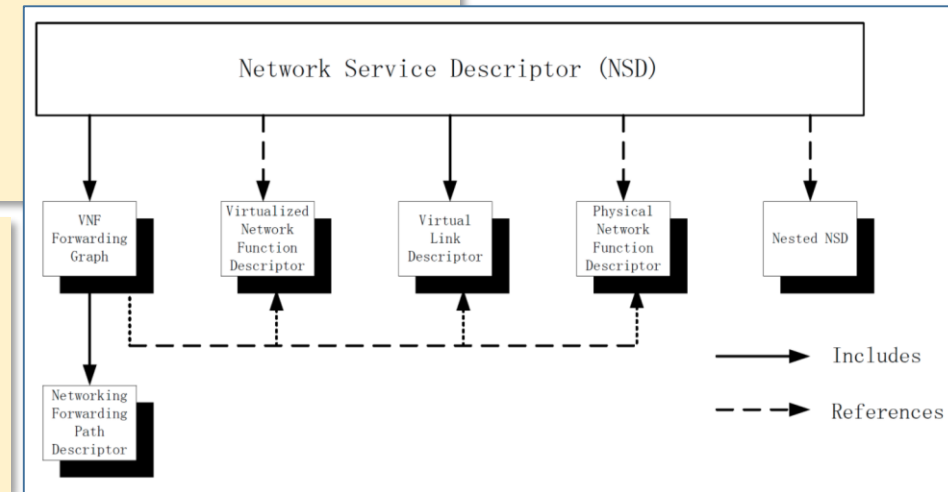 Network Service Descriptor (NSD)
VNF
Forwarding
Graph
Virtualized
Network
Function
Descriptor
Virtual
Link
Descriptor
Physical
Network
Function
Descriptor
Nested NSD
Includes
References
Networking
Forwarding
Path
Descriptor